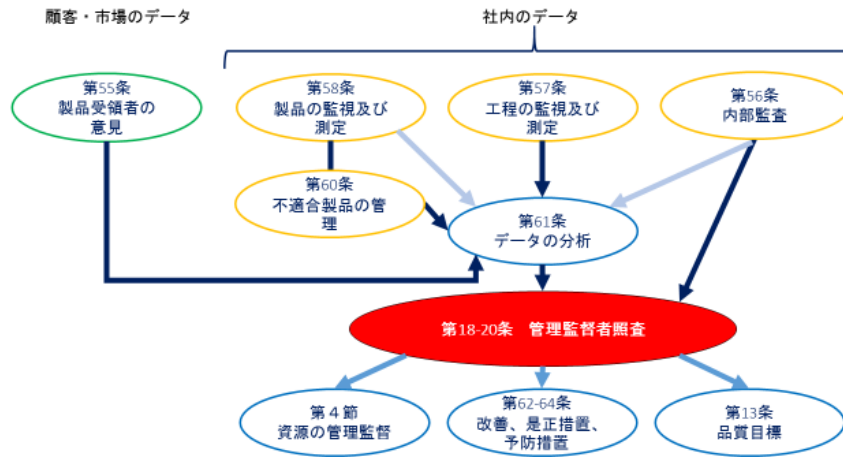 顧客・市場のデータ
社内のデータ
第55条
製品受領者の
意見
第58条
製品の監視及び
測定
第57条
工程の監視及び
測定
第56条
内部監査
第60条
不適合製品の管
理
第61条
データの分析
第18-20条　管理監督者照査
第４節
資源の管理監督
第62-64条
改善、是正措置、
予防措置
第13条
品質目標